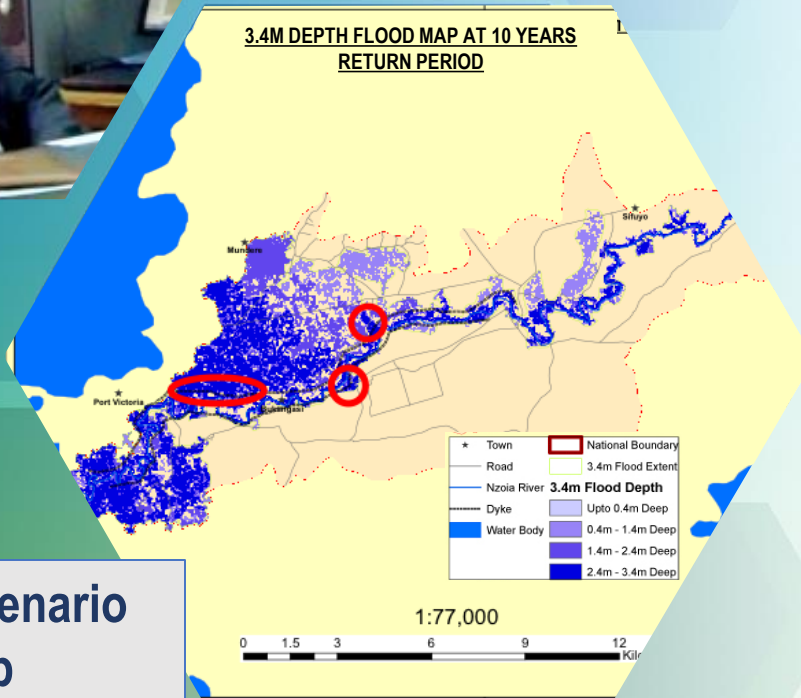 3.4M DEPTH FLOOD MAP AT 10 YEARS
RETURN PERIOD
Sifuyo
Mundere
Port Victoria
Town
Road
Nzoia River
Dyke
Water Body
National Boundary
3.4m Flood Extent
3.4m Flood Depth
Upto 0.4m Deep
0.4m - 1.4m Deep
1.4m - 2.4m Deep
2.4m - 3.4m Deep
1:77,000
0 1.5 3 6 9 12
Kil
enario